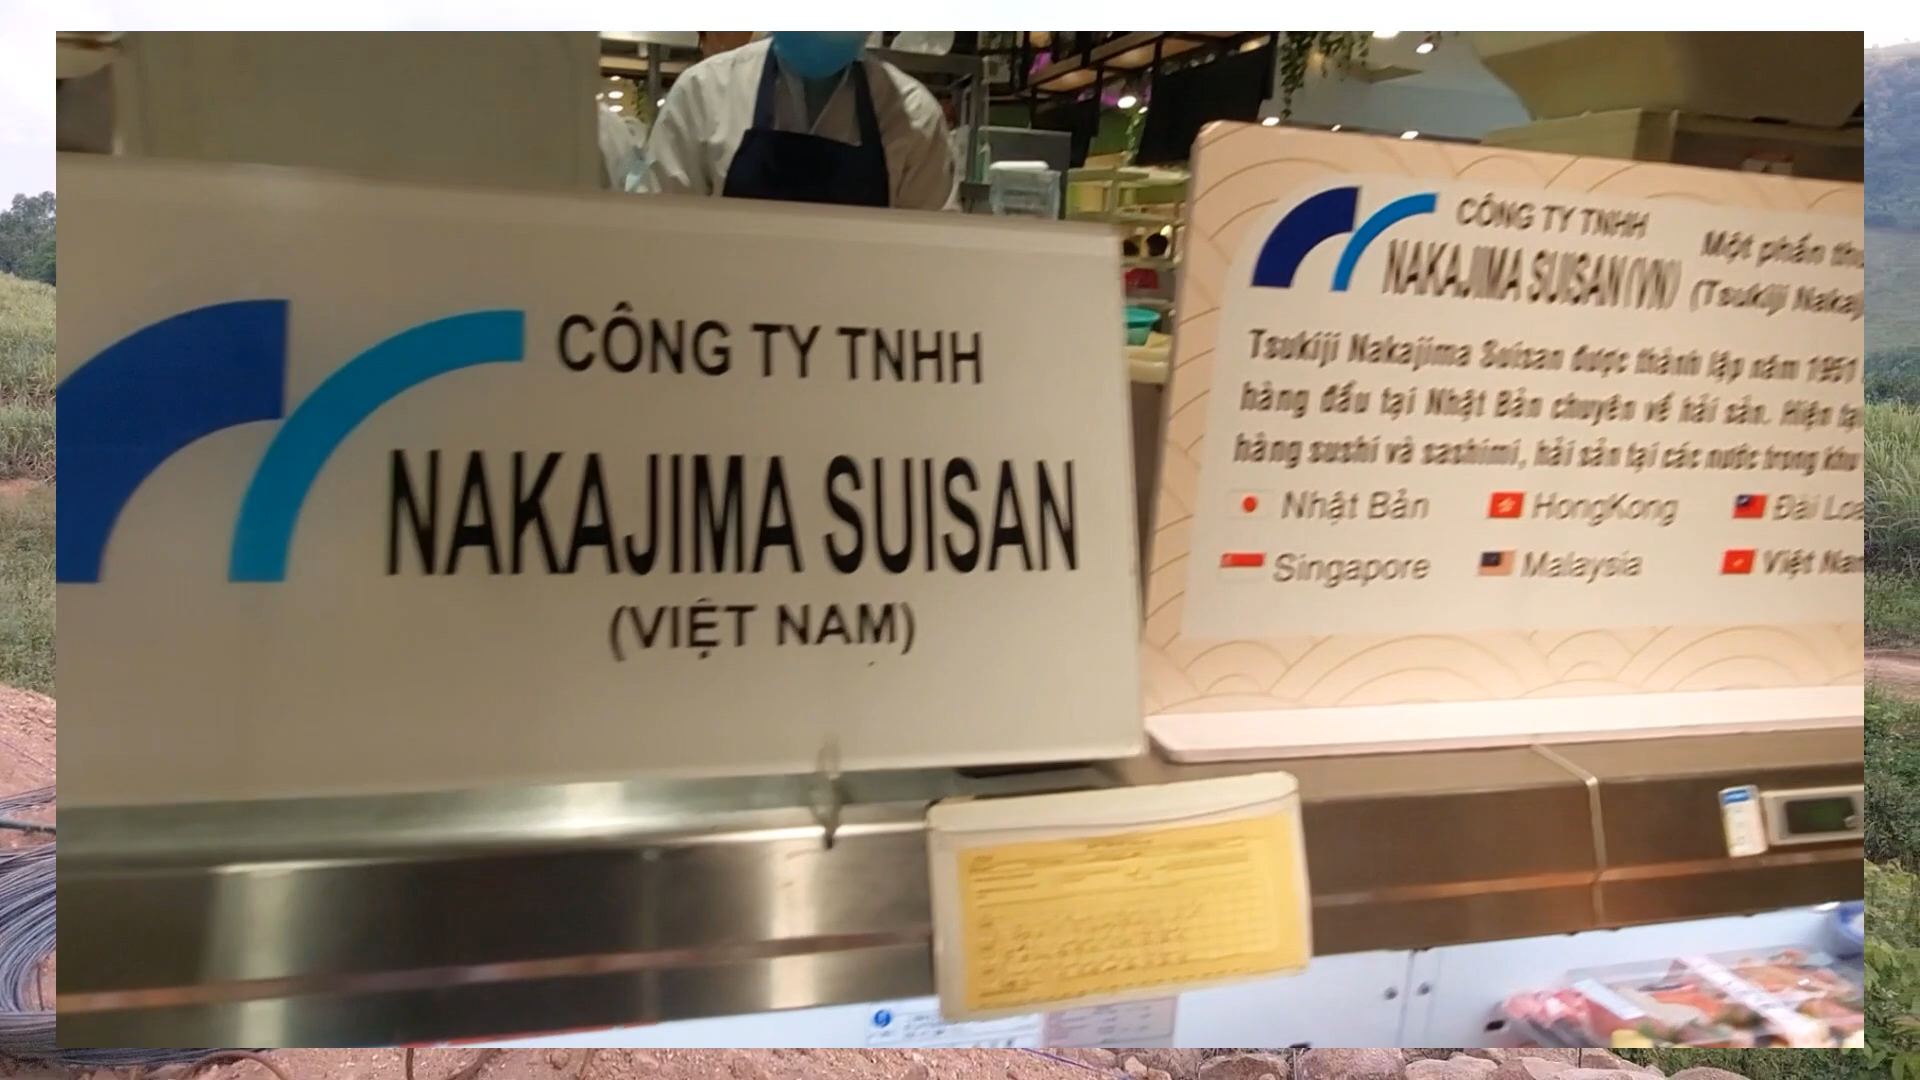 CÔNG TY TNHH
NAKAJIMA SUISAN
(VIỆT NAM)
CÔNG TY TNHH
NAKAJIMA SUISAN (VN)
Một phần
(Tsukiji
Tsukiji Nakajima Suisan được thành lập năm 1951
hàng đầu tại Nhật Bản chuyên về hải sản. Hiện
hàng sushi và sashimi, hải sản tại các nước trong khu
Nhật Bản HongKong Đài
Singapore Malaysia Việt